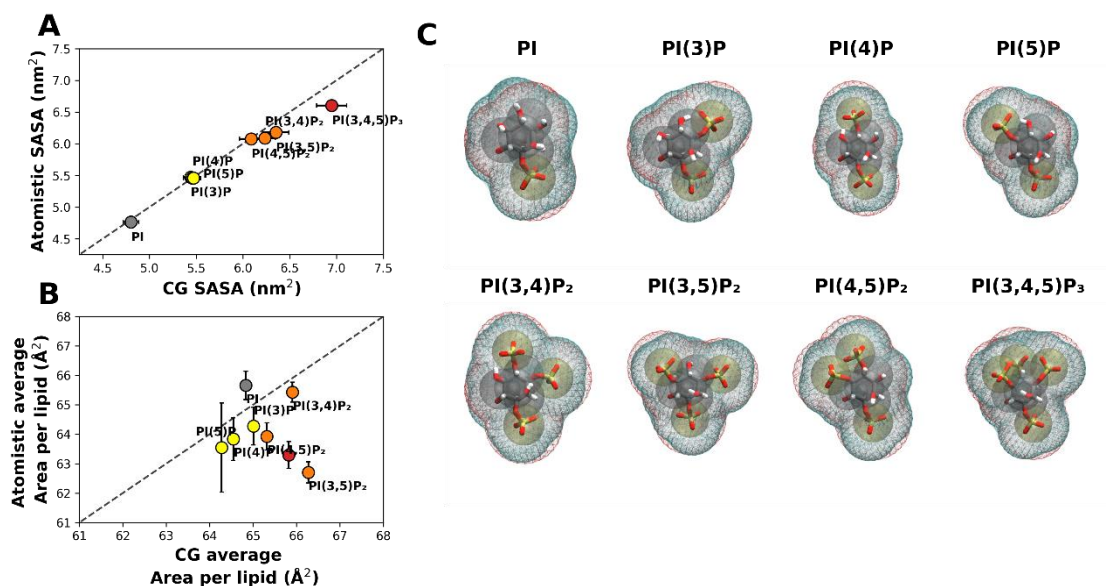 A
7.5
7.0
6.5
6.0
5.5
5.0
4.5
Atomistic SASA (nm²)
PI(3,4)P₂
PI(3,4,5)P₃
PI(4,5)P₂
PI(3,5)P₂
PI(4)P
PI(5)P
PI(3)P
PI
4.5 5.0 5.5 6.0 6.5 7.0 7.5
CG SASA (nm²)
B
68
67
66
65
64
63
62
61
Atomistic average
Area per lipid (Å²)
PI
PI(3)P
PI(3,4)P₂
PI(5)P
PI(4)P
PI(4,5)P₂
PI(3,5)P₂
61 62 63 64 65 66 67 68
CG average
Area per lipid (Å²)
C
PI PI(3)P PI(4)P PI(5)P
PI(3,4)P₂ PI(3,5)P₂ PI(4,5)P₂ PI(3,4,5)P₃